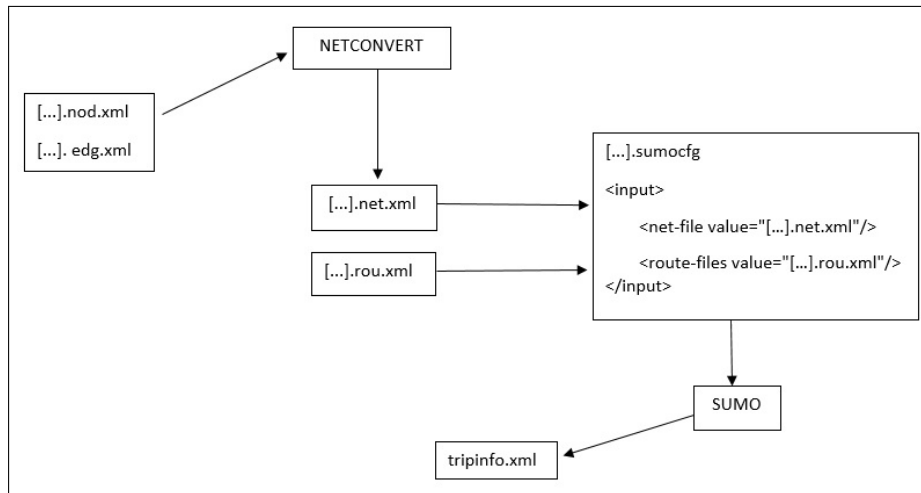 NETCONVERT
[...].nod.xml
[...]. edg.xml
[...].sumocfg
<input>
<net-file value="[...].net.xml"/>
<route-files value="[...].rou.xml"/>
</input>
[...].net.xml
[...].rou.xml
SUMO
tripinfo.xml